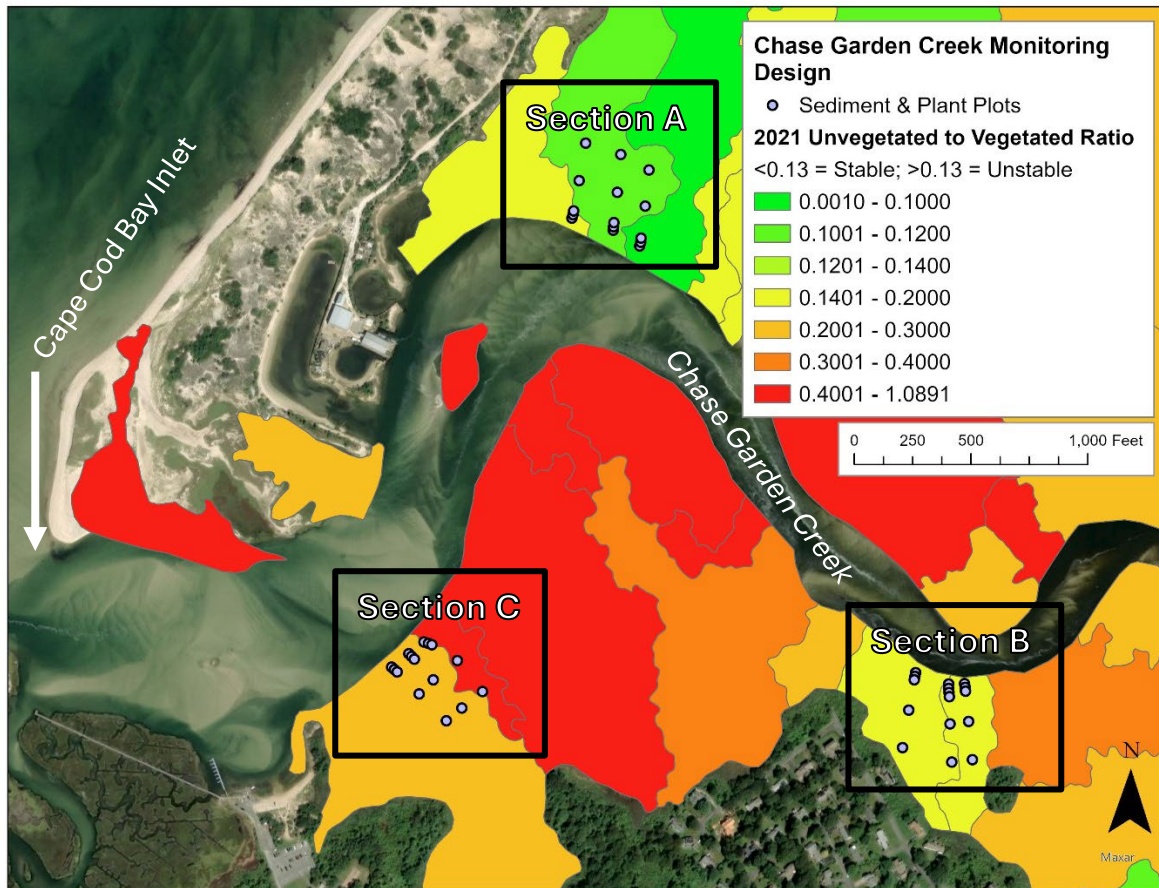 Chase Garden Creek Monitoring
Design
Sediment & Plant Plots
2021 Unvegetated to Vegetated Ratio
<0.13 = Stable; >0.13 = Unstable
0.0010 - 0.1000
0.1001 - 0.1200
0.1201 - 0.1400
0.1401 - 0.2000
0.2001 - 0.3000
0.3001 - 0.4000
0.4001 - 1.0891
0 250 500 1,000 Feet
Section A
Cape Cod Bay Inlet
Chase Garden Creek
Section C
Section B
N
Maxar